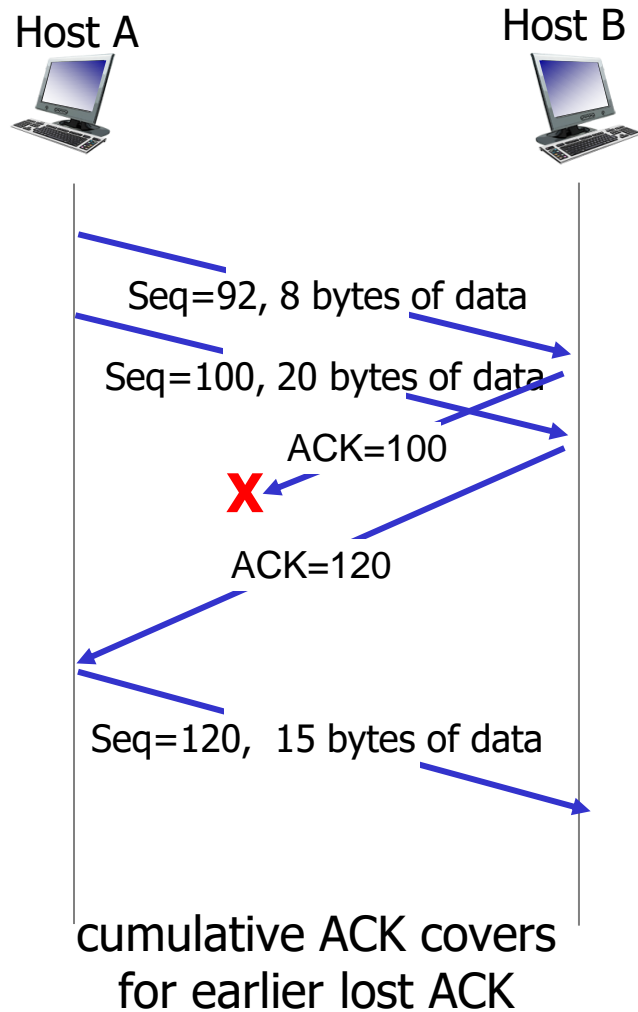 Host A
Host B
Seq=92, 8 bytes of data
Seq=100, 20 bytes of data
ACK=100
X
ACK=120
Seq=120,  15 bytes of data
cumulative ACK covers
for earlier lost ACK